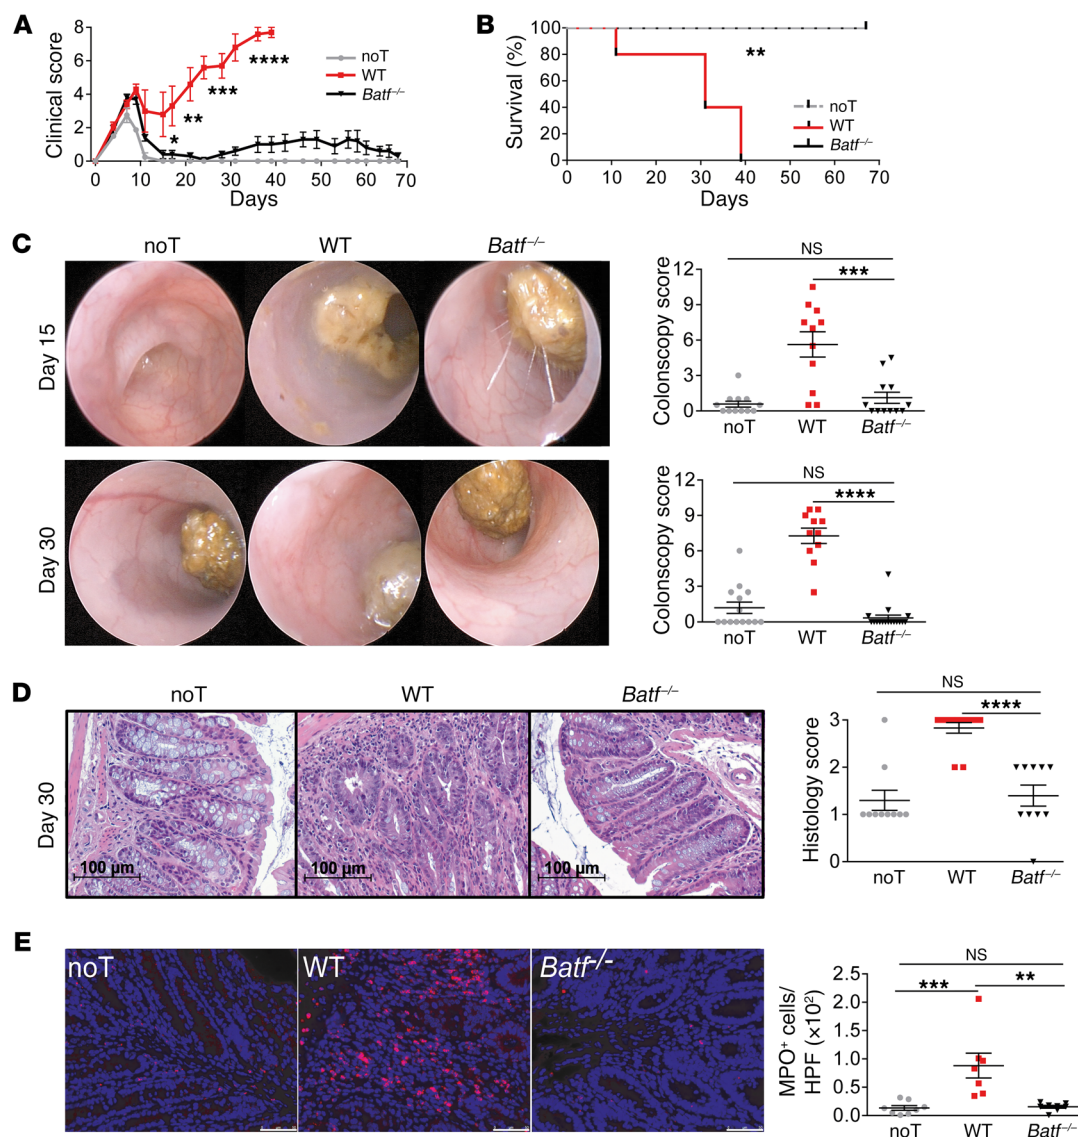 A
Clinical score
8
6
4
2
0
0 10 20 30 40 50 60 70
Days
* ** *** ****
noT
WT
Batf–/–
B
Survival (%)
100
80
60
40
20
0
0 10 20 30 40 50 60 70
Days
**
noT
WT
Batf–/–
C
noT WT Batf–/–
Day 15
Colonscopy score
12
9
6
3
0
NS
***
noT WT Batf–/–
Day 30
Colonscopy score
12
9
6
3
0
NS
****
noT WT Batf–/–
D
noT WT Batf–/–
Day 30
100 µm 100 µm 100 µm
Histology score
3
2
1
0
NS
****
noT WT Batf–/–
E
noT WT Batf-/-
MPO+ cells/
HPF (×10²)
2.5
2.0
1.5
1.0
0.5
0.0
NS
*** **
noT WT Batf–/–